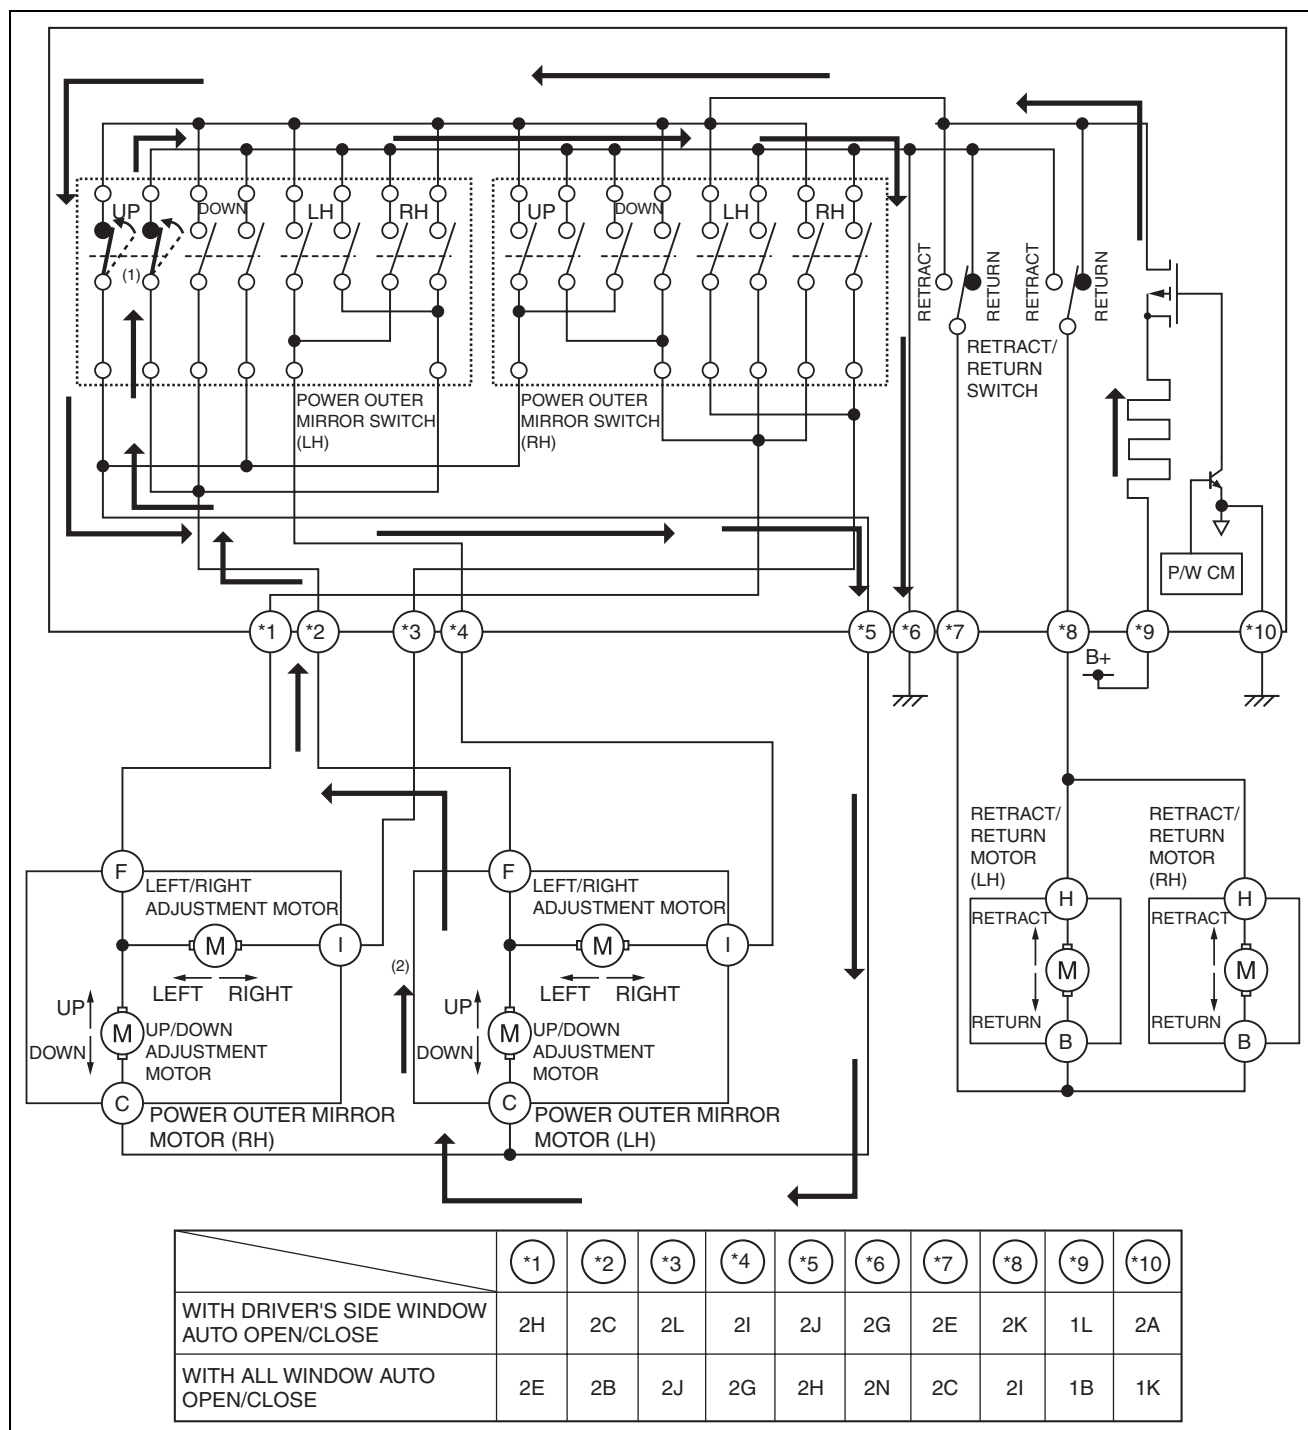 UP
DOWN
LH
RH
UP
DOWN
LH
RH
(1)
RETRACT
RETURN
RETRACT
RETURN
RETRACT/
RETURN
SWITCH
POWER OUTER
MIRROR SWITCH
(LH)
POWER OUTER
MIRROR SWITCH
(RH)
P/W CM
*1
*2
*3
*4
*5
*6
*7
*8
*9
*10
B+
RETRACT/
RETURN
MOTOR
(LH)
RETRACT/
RETURN
MOTOR
(RH)
F
LEFT/RIGHT
ADJUSTMENT MOTOR
M
I
LEFT
RIGHT
UP
DOWN
M
UP/DOWN
ADJUSTMENT
MOTOR
C
POWER OUTER MIRROR
MOTOR (RH)
(2)
F
LEFT/RIGHT
ADJUSTMENT MOTOR
M
I
LEFT
RIGHT
UP
DOWN
M
UP/DOWN
ADJUSTMENT
MOTOR
C
POWER OUTER MIRROR
MOTOR (LH)
H
RETRACT
M
RETURN
B
H
RETRACT
M
RETURN
B
*1 *2 *3 *4 *5 *6 *7 *8 *9 *10
WITH DRIVER'S SIDE WINDOW
AUTO OPEN/CLOSE
2H 2C 2L 2I 2J 2G 2E 2K 1L 2A
WITH ALL WINDOW AUTO
OPEN/CLOSE
2E 2B 2J 2G 2H 2N 2C 2I 1B 1K